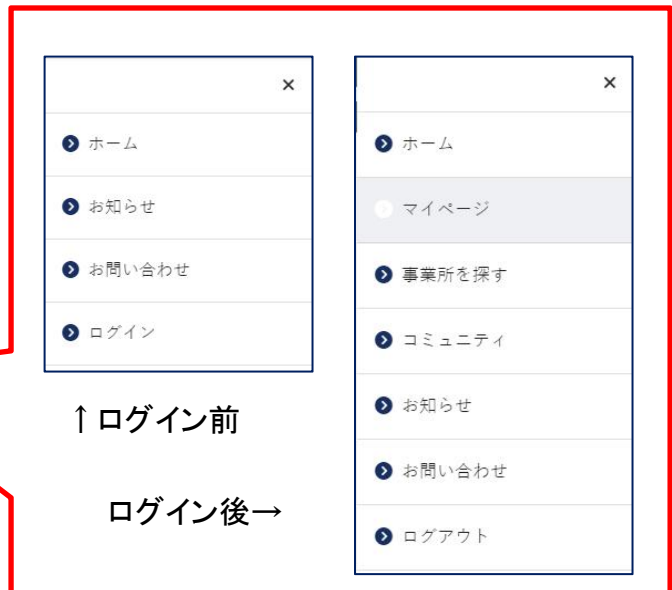 ×
ホーム
お知らせ
お問い合わせ
ログイン
↑ログイン前
ログイン後→
×
ホーム
マイページ
事業所を探す
コミュニティ
お知らせ
お問い合わせ
ログアウト